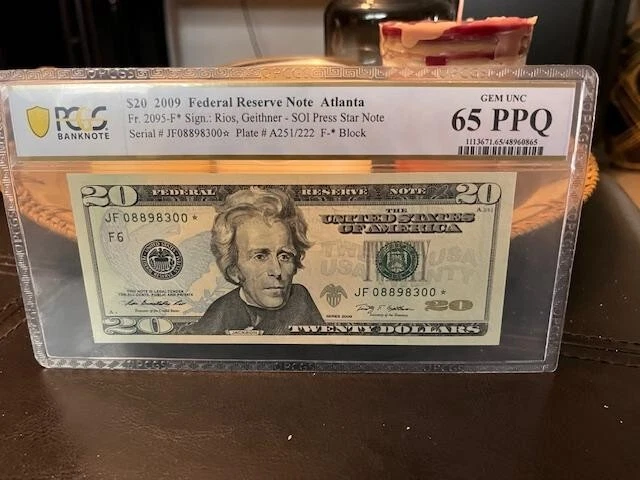 $20 2009 Federal Reserve Note Atlanta
Fr. 2095-F* Sign.: Rios, Geithner - SOI Press Star Note
Serial # JF08898300☆ Plate # A251/222 F-* Block
PCGS
BANKNOTE
GEM UNC
65 PPQ
1113671.65/48960865
20 FEDERAL RESERVE NOTE 20
THE
UNITED STATES
OF AMERICA
JF 08898300 *
F6
THIS NOTE IS LEGAL TENDER
FOR ALL DEBTS, PUBLIC AND PRIVATE
TWENTY
USA
JF 08898300 *
20
SERIES 2009
20 JACKSON TWENTY DOLLARS